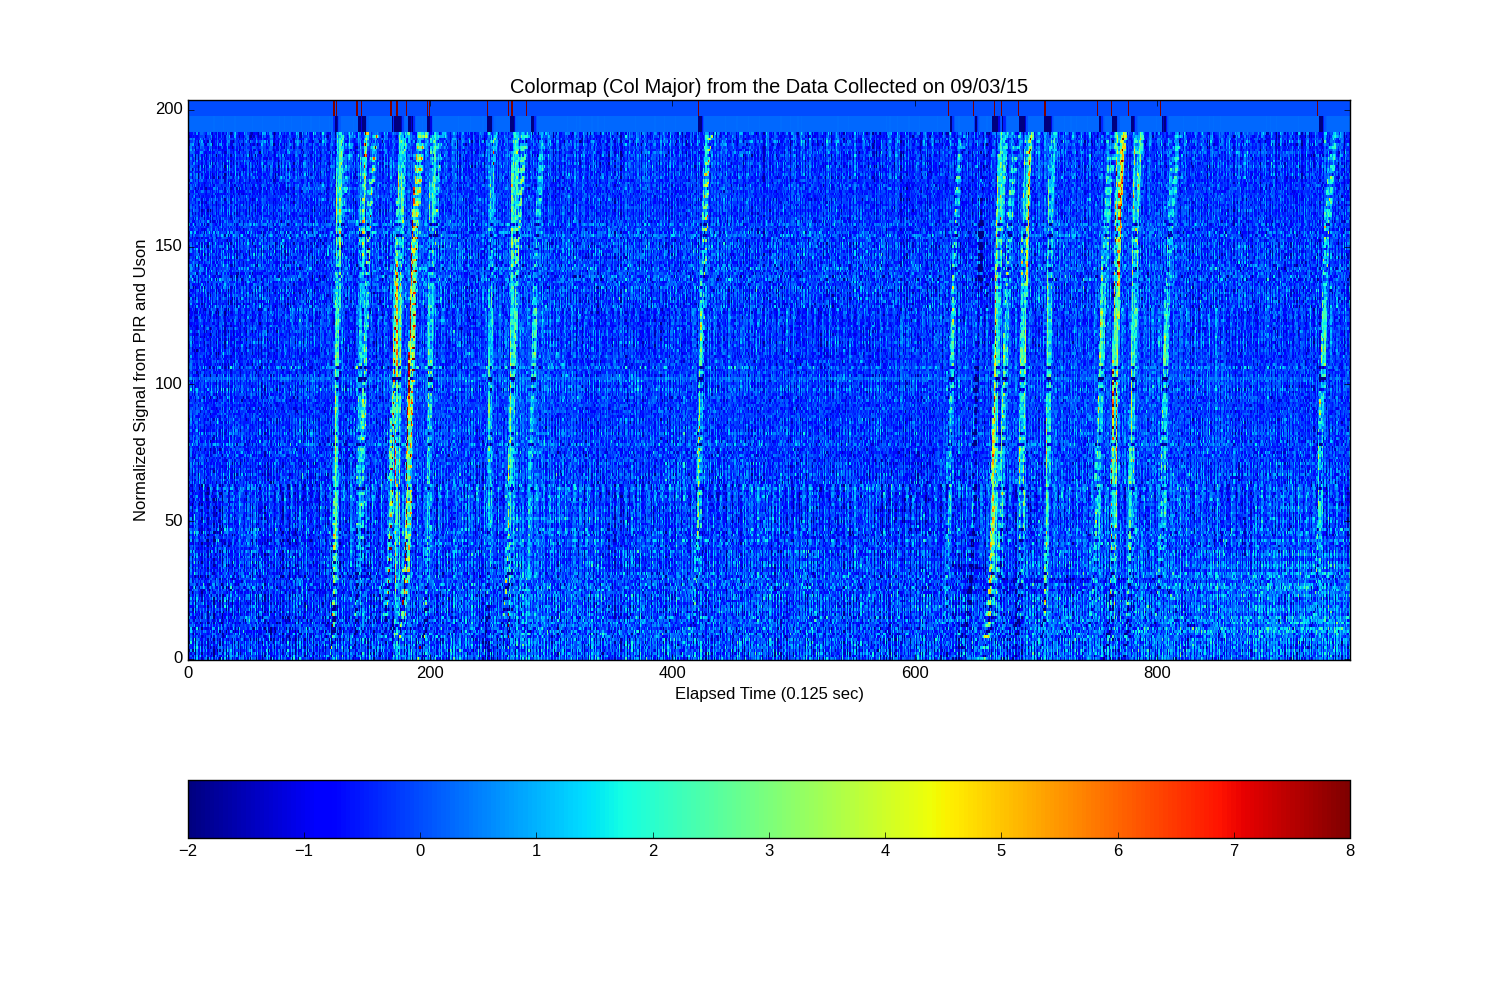 Colormap (Col Major) from the Data Collected on 09/03/15
Normalized Signal from PIR and Uson
200
150
100
50
0
0 200 400 600 800
Elapsed Time (0.125 sec)
−2 −1 0 1 2 3 4 5 6 7 8